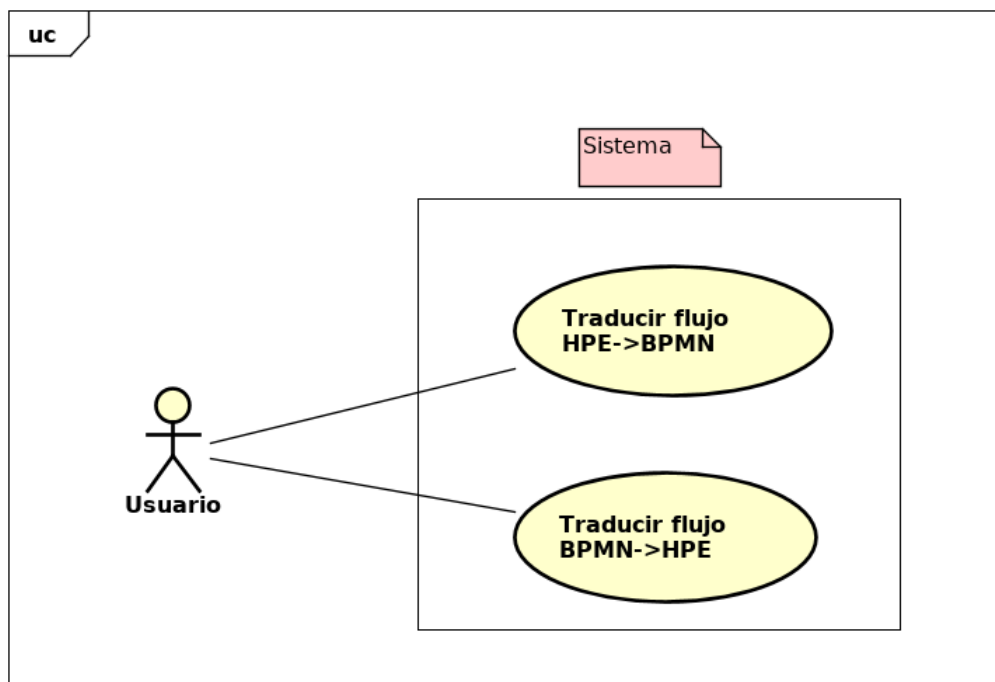 uc
Sistema
Traducir flujo
HPE->BPMN
Usuario
Traducir flujo
BPMN->HPE